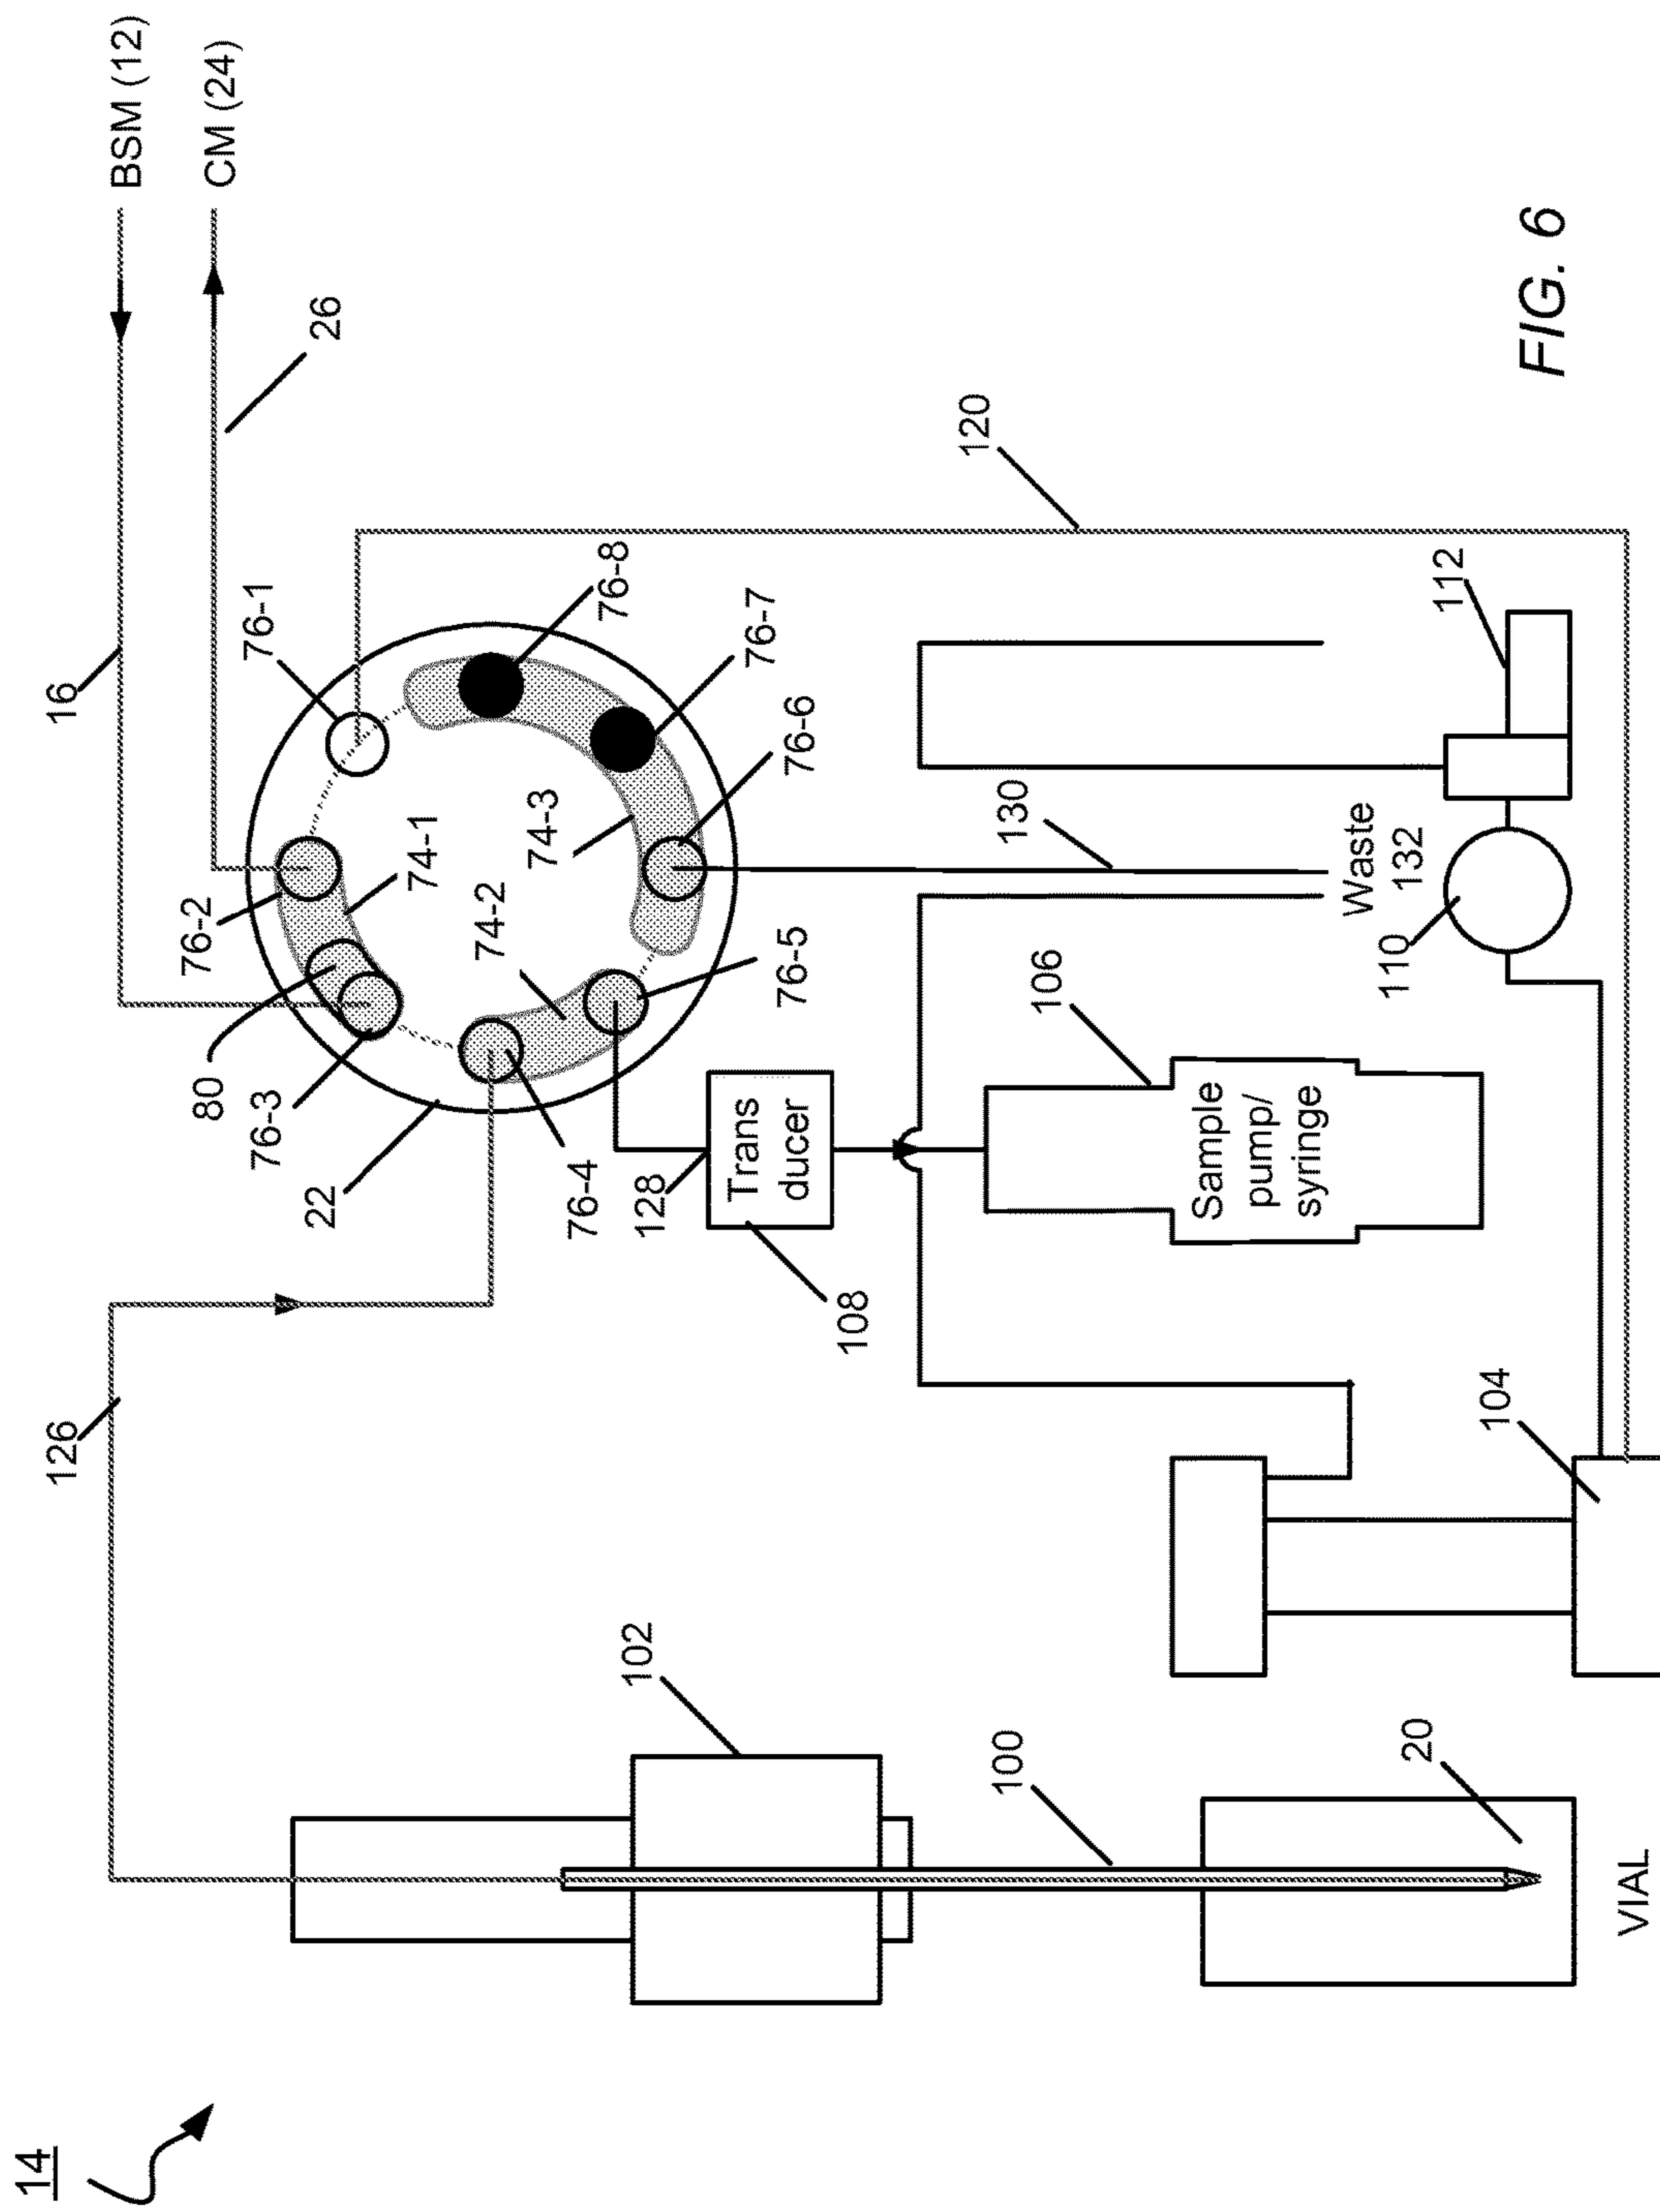 14
126
16
BSM (12)
CM (24)
26
76-1
76-2
80
76-3
22
74-1
76-8
74-3
76-7
74-2
76-6
76-4
76-5
128
Trans
ducer
108
102
106
130
120
Sample
pump/
syringe
100
Waste
132
110
112
104
20
VIAL
FIG. 6